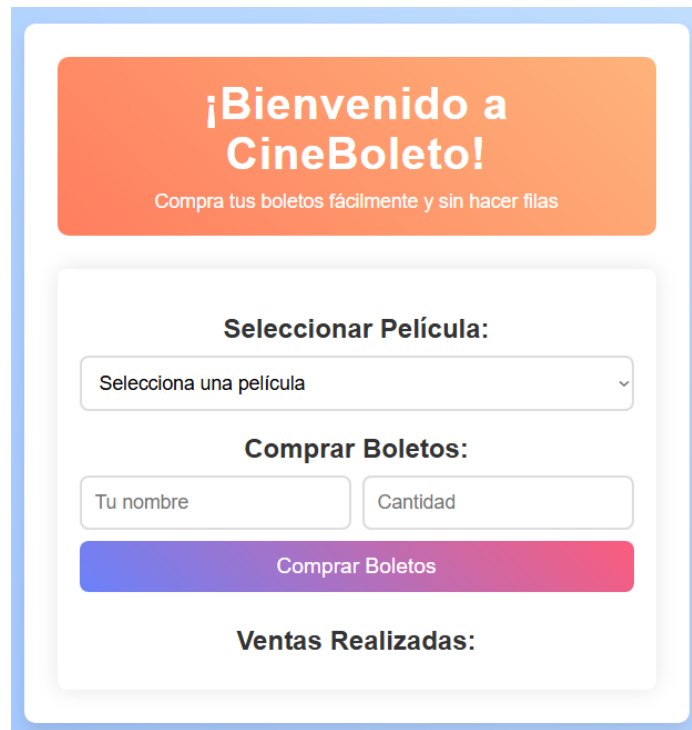 ¡Bienvenido a
CineBoleto!
Compra tus boletos fácilmente y sin hacer filas
Seleccionar Película:
Selecciona una película
Comprar Boletos:
Tu nombre Cantidad
Comprar Boletos
Ventas Realizadas: